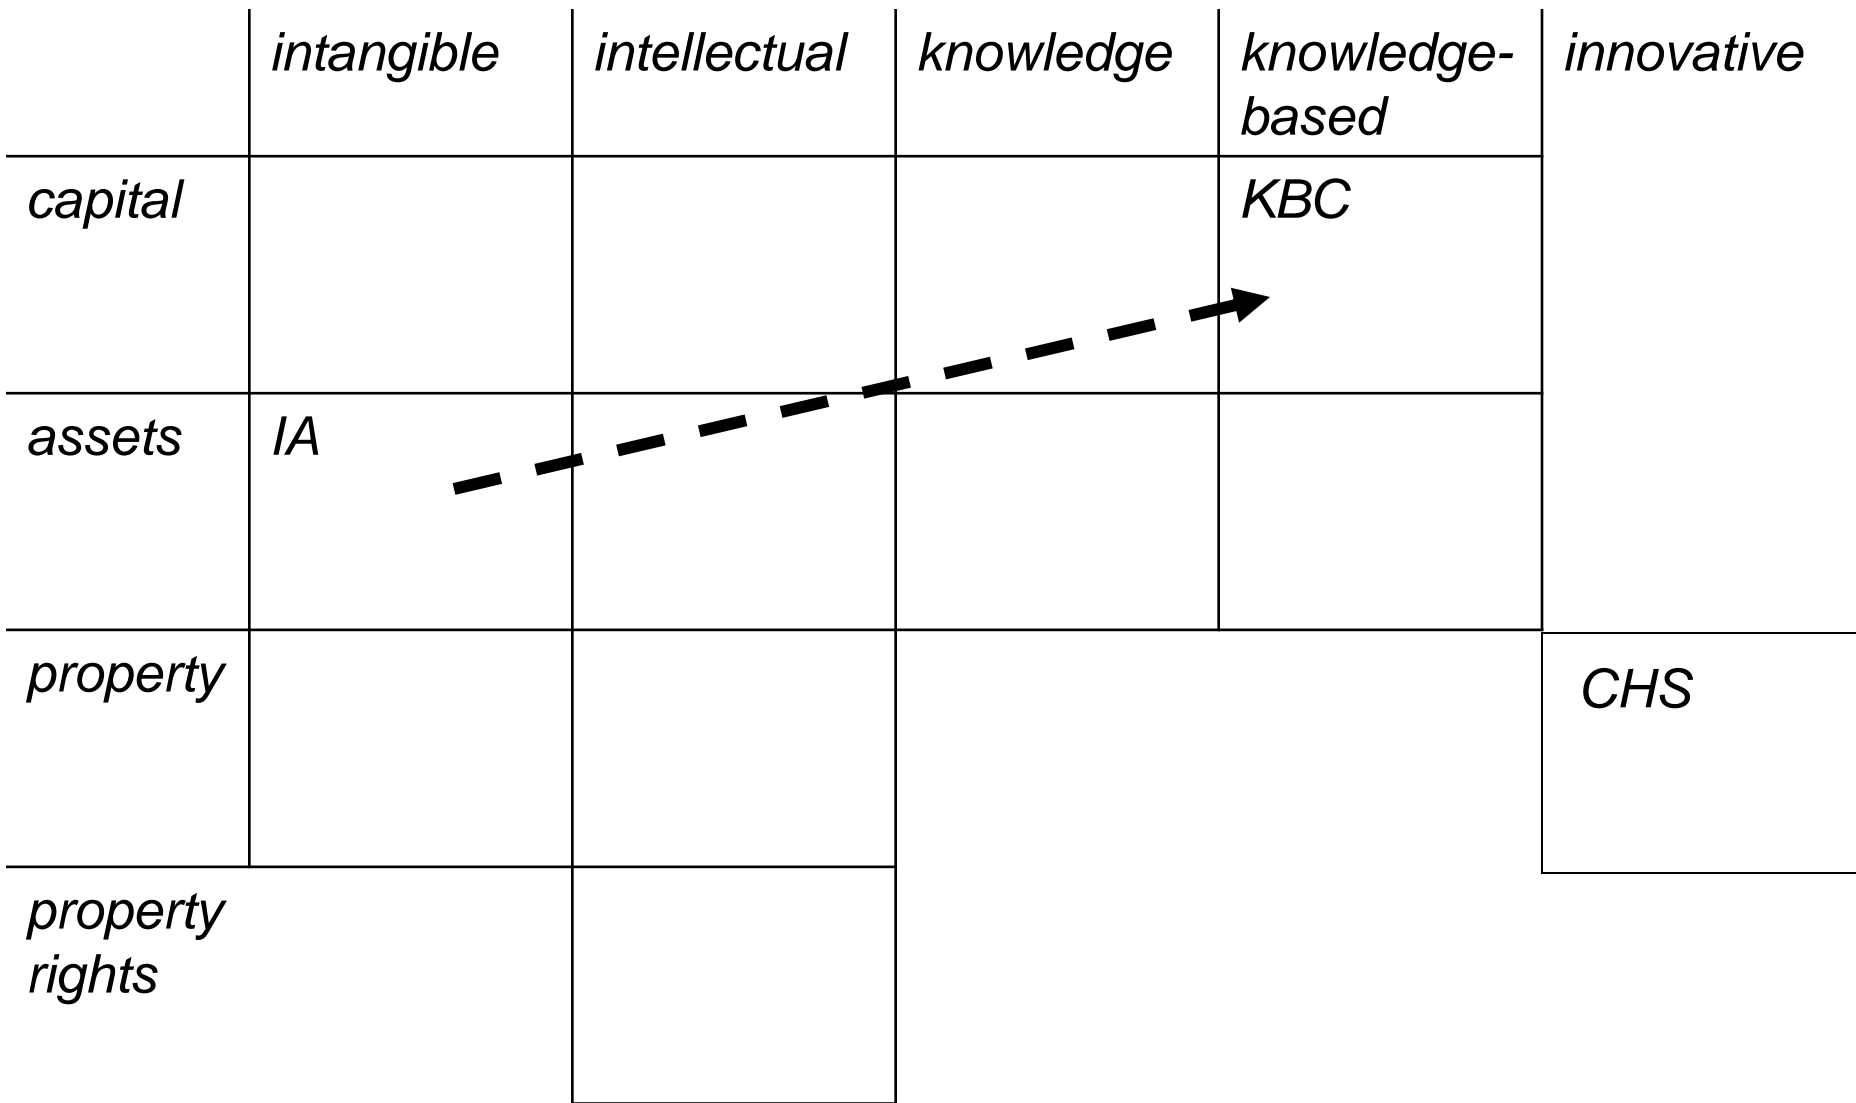 intangible intellectual knowledge knowledge- innovative
based
capital KBC
assets IA
property CHS
property
rights